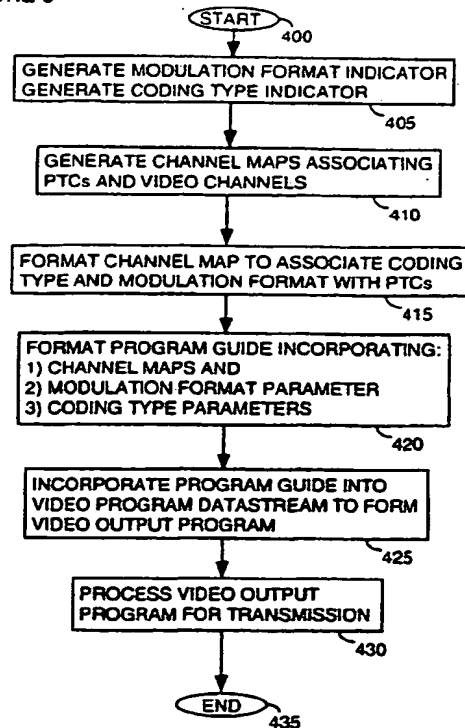 START
400
GENERATE MODULATION FORMAT INDICATOR
GENERATE CODING TYPE INDICATOR
405
GENERATE CHANNEL MAPS ASSOCIATING
PTCs AND VIDEO CHANNELS
410
FORMAT CHANNEL MAP TO ASSOCIATE CODING
TYPE AND MODULATION FORMAT WITH PTCs
415
FORMAT PROGRAM GUIDE INCORPORATING:
1) CHANNEL MAPS AND
2) MODULATION FORMAT PARAMETER
3) CODING TYPE PARAMETERS
420
INCORPORATE PROGRAM GUIDE INTO
VIDEO PROGRAM DATASTREAM TO FORM
VIDEO OUTPUT PROGRAM
425
PROCESS VIDEO OUTPUT
PROGRAM FOR TRANSMISSION
430
END
435